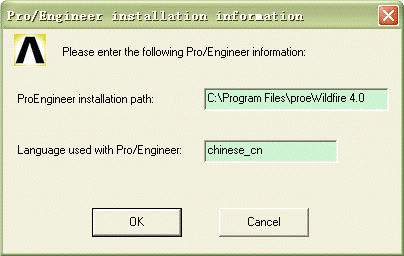 Pro/Engineer installation information
Please enter the following Pro/Engineer information:
ProEngineer installation path: C:\Program Files\proeWildfire 4.0
Language used with Pro/Engineer: chinese_cn
OK Cancel